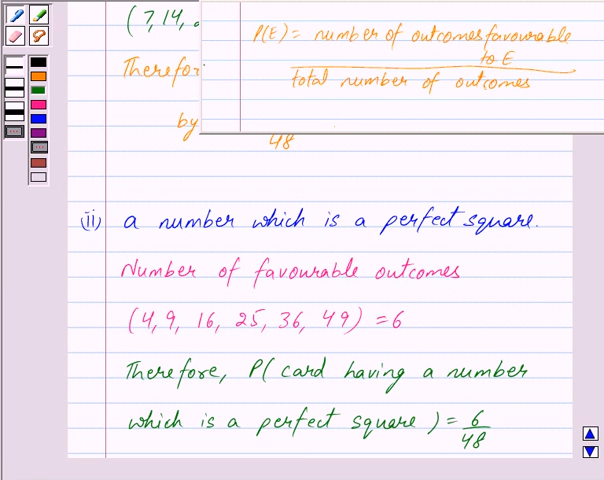 (7,14,
P(E) = number of outcomes favourable
to E
total number of outcomes
Therefor
by
48
(ii) a number which is a perfect square.
Number of favourable outcomes
(4,9, 16, 25, 36, 49) = 6
Therefore, P( card having a number
which is a perfect square ) = 6
48